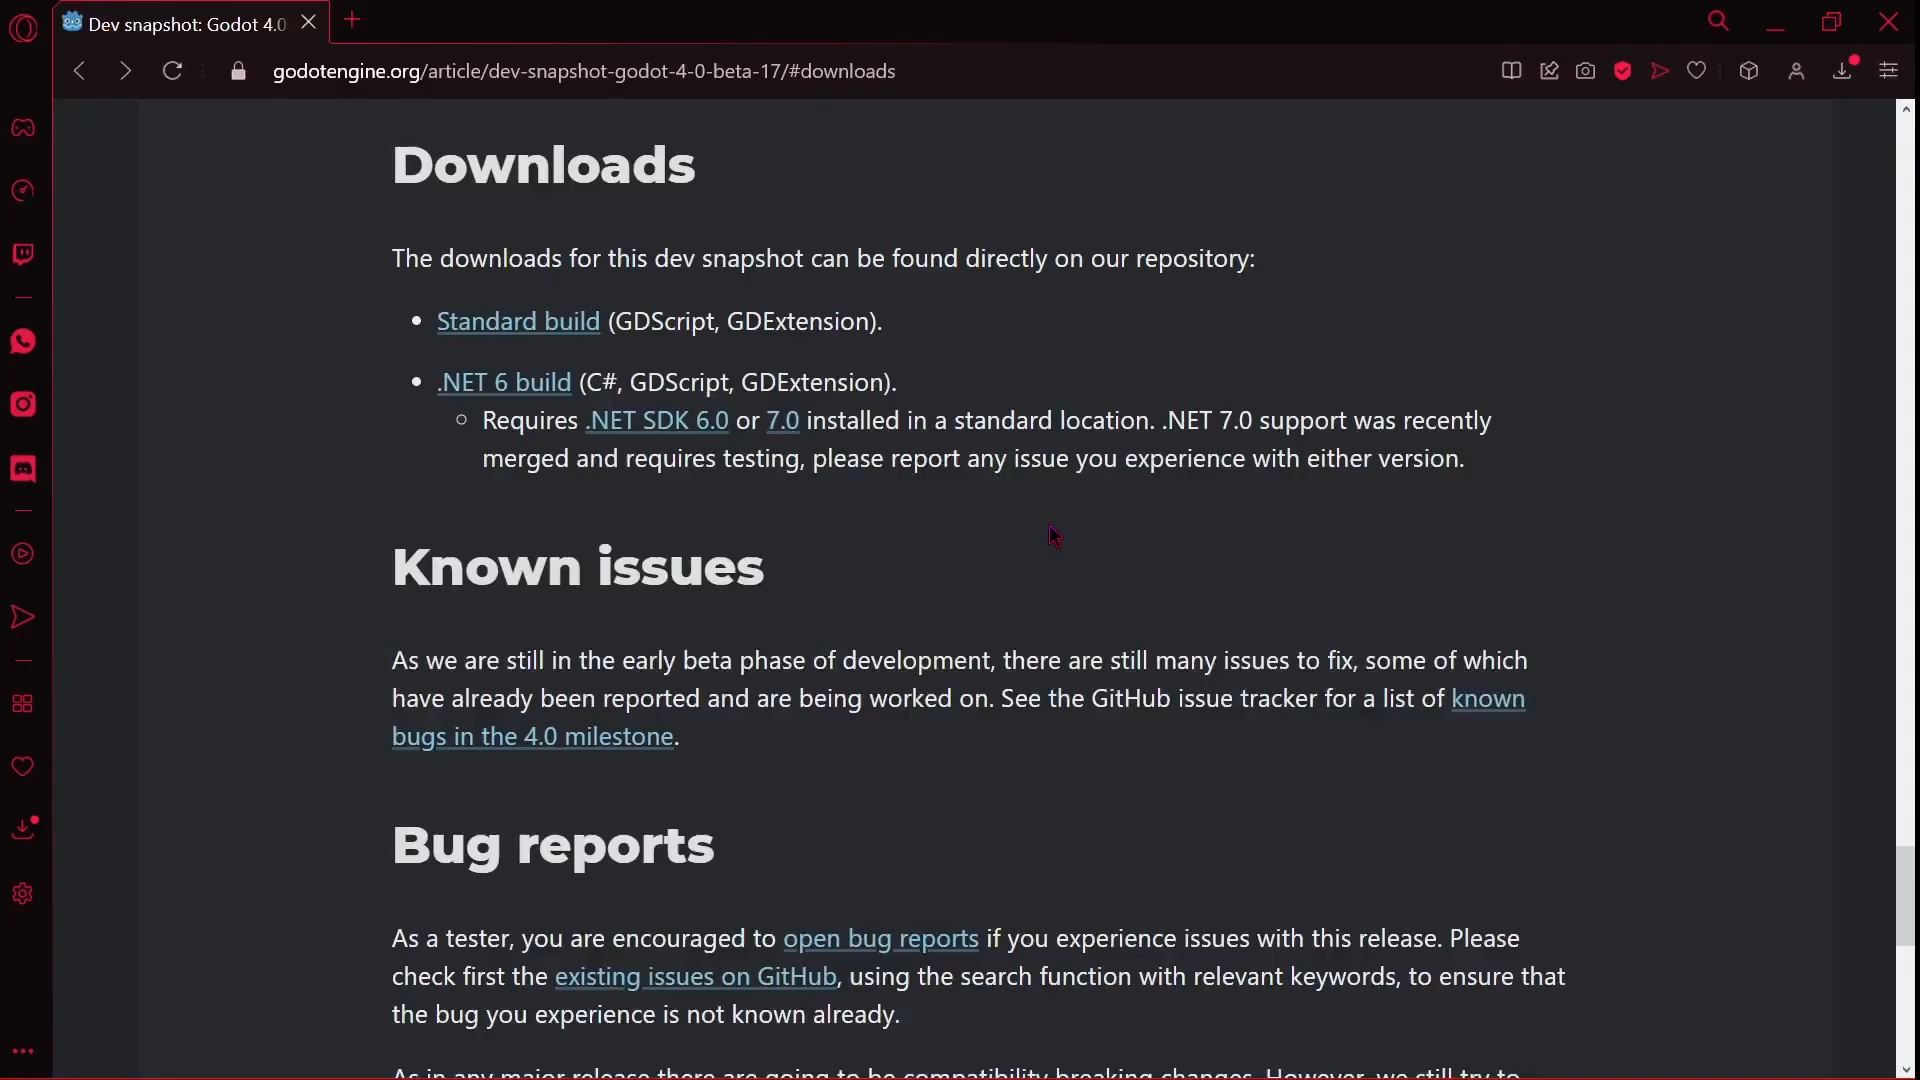 Dev snapshot: Godot 4.0
godotengine.org/article/dev-snapshot-godot-4-0-beta-17/#downloads
Downloads
The downloads for this dev snapshot can be found directly on our repository:
Standard build (GDScript, GDExtension).
.NET 6 build (C#, GDScript, GDExtension).
Requires .NET SDK 6.0 or 7.0 installed in a standard location. .NET 7.0 support was recently
merged and requires testing, please report any issue you experience with either version.
Known issues
As we are still in the early beta phase of development, there are still many issues to fix, some of which
have already been reported and are being worked on. See the GitHub issue tracker for a list of known
bugs in the 4.0 milestone.
Bug reports
As a tester, you are encouraged to open bug reports if you experience issues with this release. Please
check first the existing issues on GitHub, using the search function with relevant keywords, to ensure that
the bug you experience is not known already.
As in any major release there are going to be compatibility breaking changes. However, we still try to